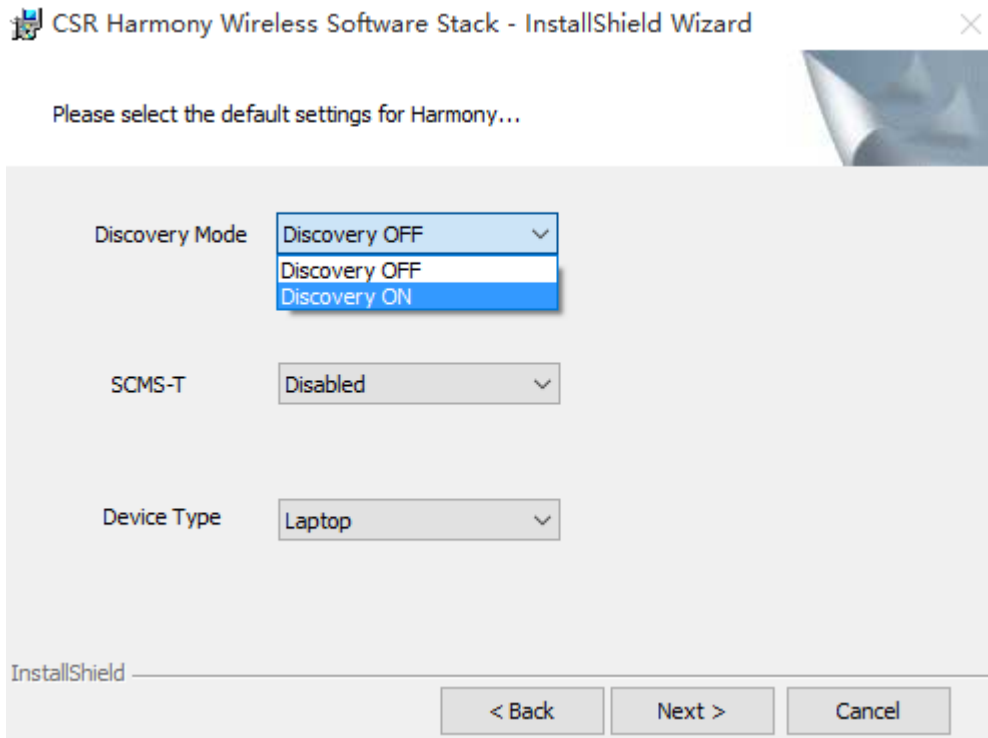 CSR Harmony Wireless Software Stack - InstallShield Wizard
Please select the default settings for Harmony...
Discovery Mode
Discovery OFF
Discovery OFF
Discovery ON
SCMS-T
Disabled
Device Type
Laptop
InstallShield
< Back
Next >
Cancel